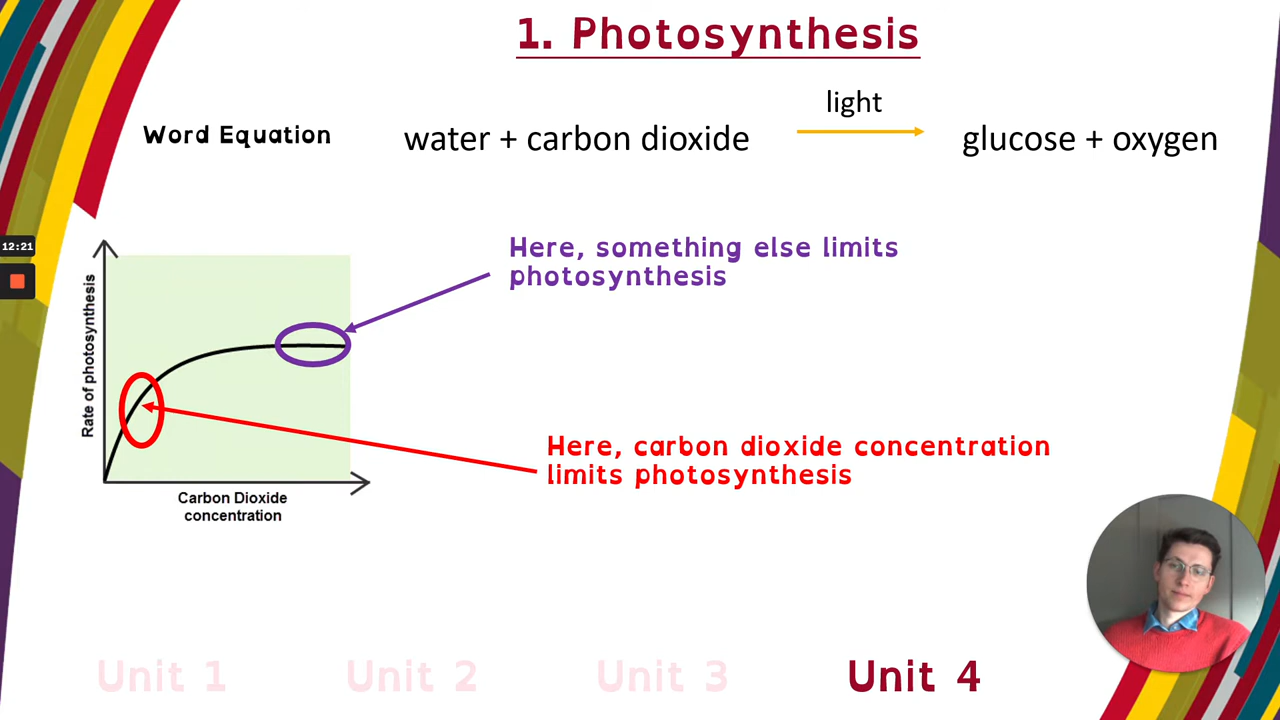 1. Photosynthesis
light
Word Equation
water + carbon dioxide
glucose + oxygen
12:21
Here, something else limits
photosynthesis
Rate of photosynthesis
Here, carbon dioxide concentration
limits photosynthesis
Carbon Dioxide
concentration
Unit 1
Unit 2
Unit 3
Unit 4